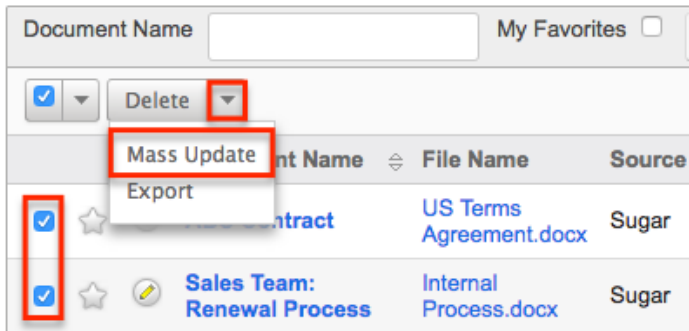 Document Name My Favorites
Delete
Mass Update
nt Name File Name Source
Export
ntract US Terms Agreement.docx Sugar
Sales Team: Renewal Process Internal Process.docx Sugar